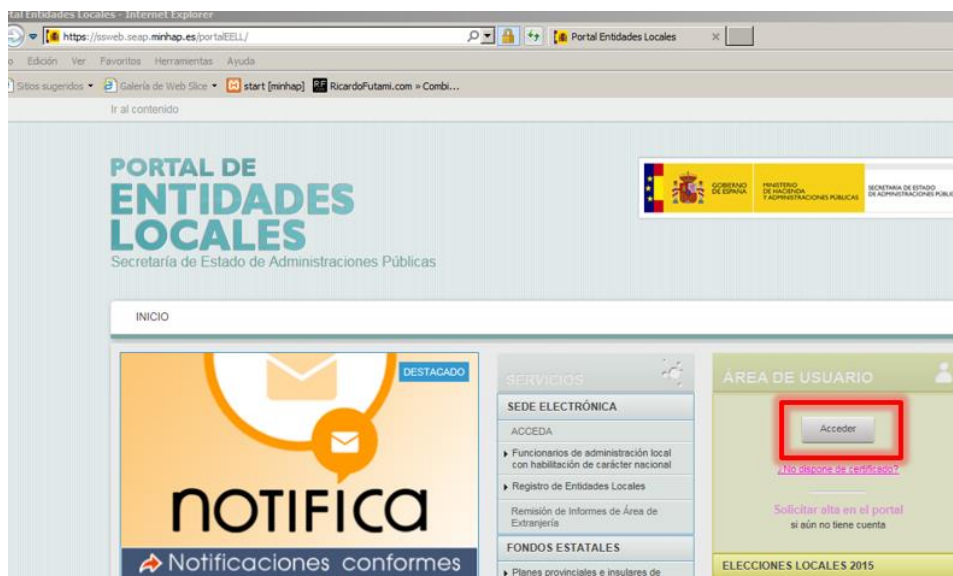 tal Entidades Locales - Internet Explorer
https://ssweb.seap.minhap.es/portalEELL/
Portal Entidades Locales
Edición Ver Favoritos Herramientas Ayuda
Sitios sugeridos Galería de Web Slice start [minhap] RF RicardoFutami.com » Combi...
Ir al contenido
PORTAL DE
ENTIDADES
LOCALES
Secretaría de Estado de Administraciones Públicas
GOBIERNO
DE ESPAÑA
MINISTERIO
DE HACIENDA
Y ADMINISTRACIONES PÚBLICAS
SECRETARÍA DE ESTADO
DE ADMINISTRACIONES PÚBLIC
INICIO
DESTACADO
notifica
Notificaciones conformes
SERVICIOS
SEDE ELECTRÓNICA
ACCEDA
Funcionarios de administración local
con habilitación de carácter nacional
Registro de Entidades Locales
Remisión de Informes de Área de
Extranjería
FONDOS ESTATALES
Planes provinciales e insulares de
ÁREA DE USUARIO
Acceder
¿No dispone de certificado?
Solicitar alta en el portal
si aún no tiene cuenta
ELECCIONES LOCALES 2015